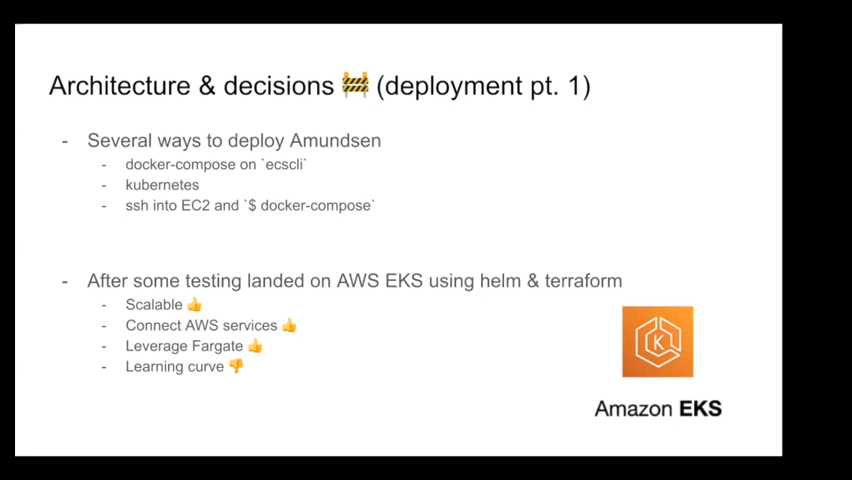 Architecture & decisions 🚧 (deployment pt. 1)
- Several ways to deploy Amundsen
- docker-compose on `ecscli`
- kubernetes
- ssh into EC2 and `$ docker-compose`
- After some testing landed on AWS EKS using helm & terraform
- Scalable 👍
- Connect AWS services 👍
- Leverage Fargate 👍
- Learning curve 👎
K
Amazon EKS